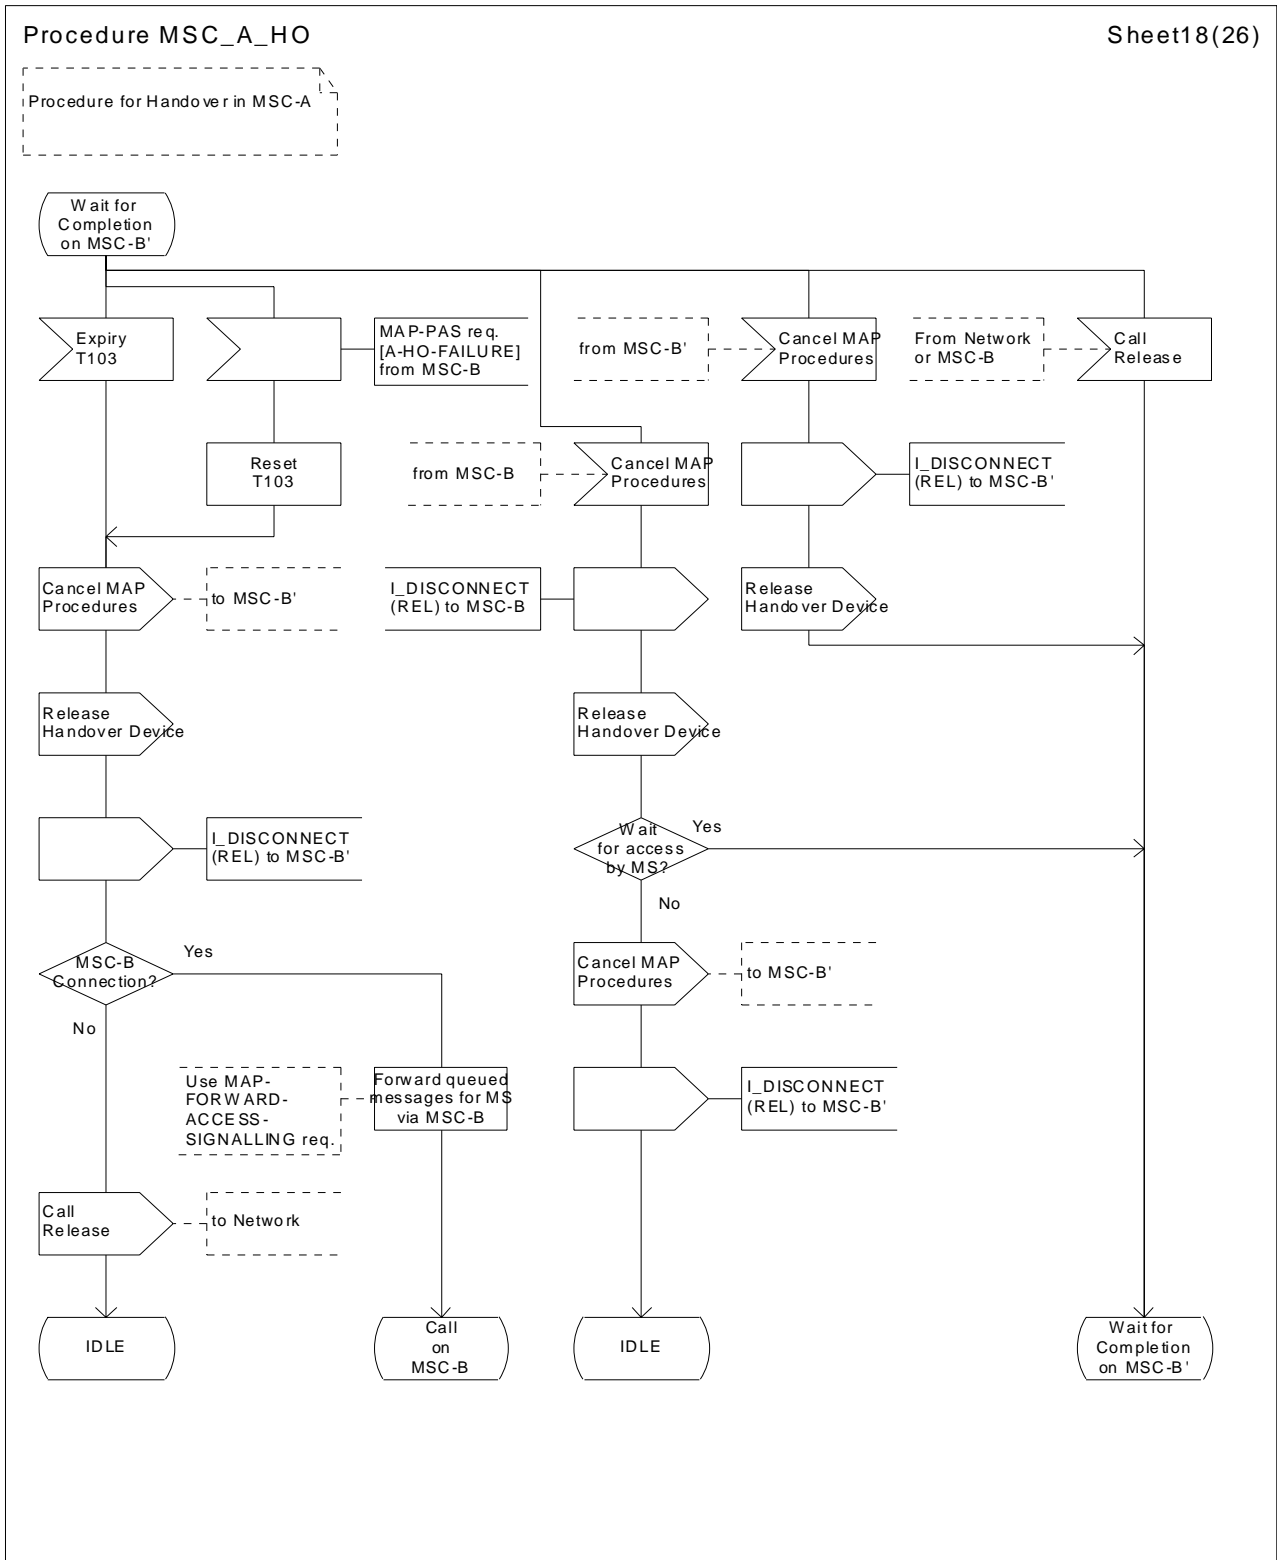 Procedure MSC_A_HO
Sheet18(26)
Procedure for Handover in MSC-A
Wait for
Completion
on MSC-B'
Expiry
T103
MAP-PAS req.
[A-HO-FAILURE]
from MSC-B
from MSC-B'
Cancel MAP
Procedures
From Network
or MSC-B
Call
Release
Reset
T103
from MSC-B
Cancel MAP
Procedures
I_DISCONNECT
(REL) to MSC-B'
Cancel MAP
Procedures
to MSC-B'
I_DISCONNECT
(REL) to MSC-B
Release
Handover Device
Release
Handover Device
Release
Handover Device
I_DISCONNECT
(REL) to MSC-B'
Wait
for access
by MS?
Yes
No
MSC-B
Connection?
Yes
No
Cancel MAP
Procedures
to MSC-B'
Use MAP-
FORWARD-
ACCESS-
SIGNALLING req.
Forward queued
messages for MS
via MSC-B
I_DISCONNECT
(REL) to MSC-B'
Call
Release
to Network
IDLE
Call
on
MSC-B
IDLE
Wait for
Completion
on MSC-B'